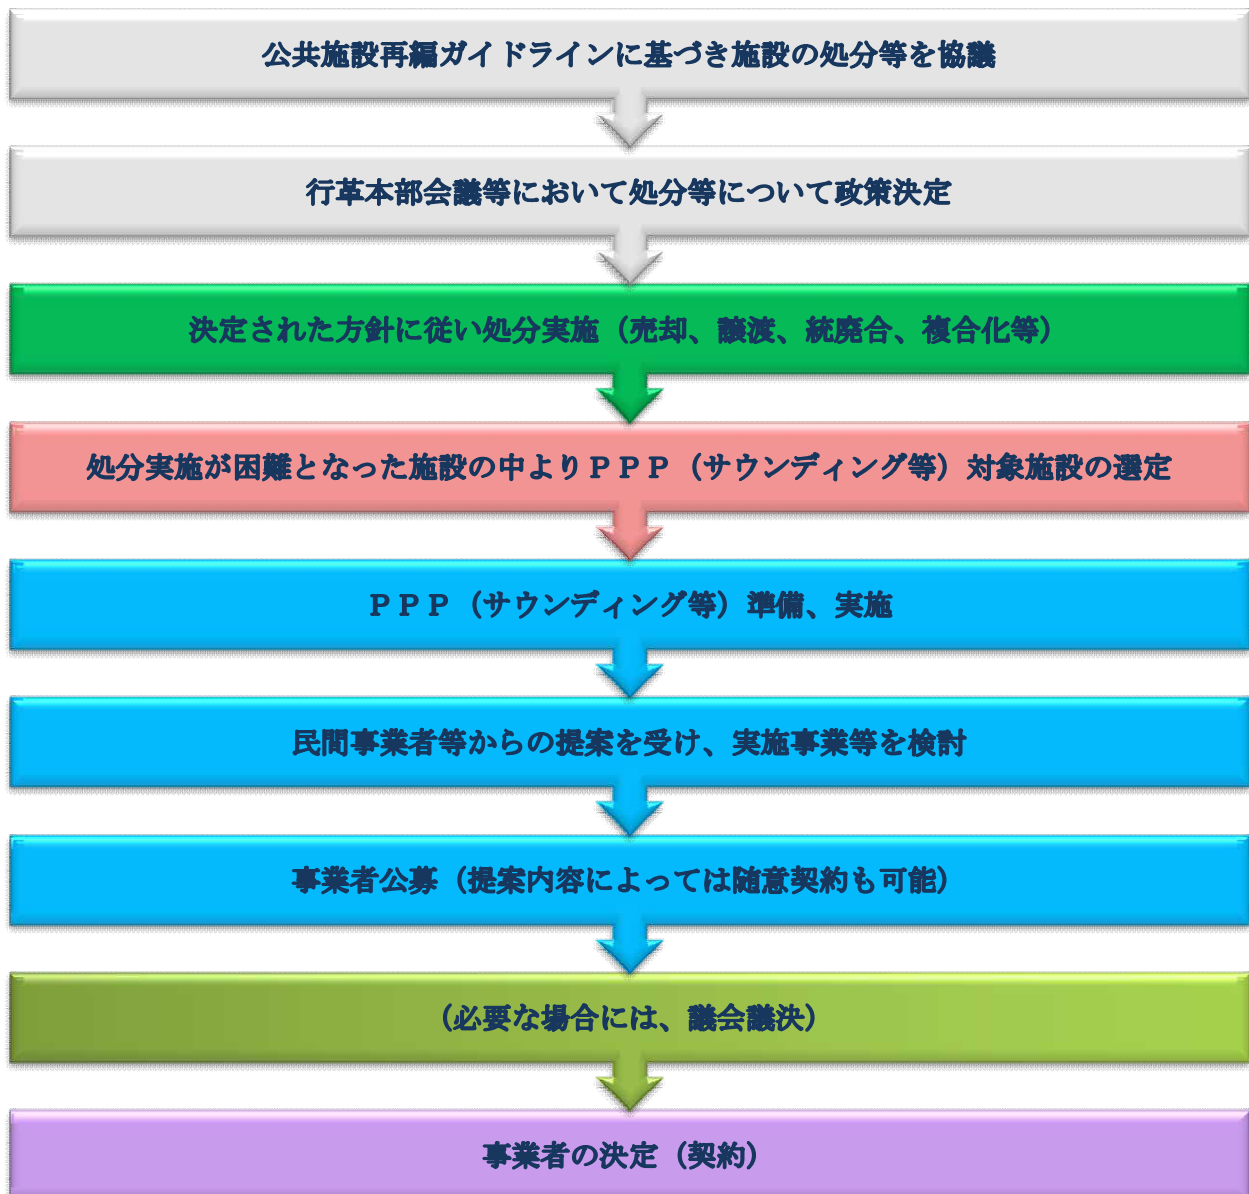 公共施設再編ガイドラインに基づき施設の処分等を協議
行革本部会議等において処分等について政策決定
決定された方針に従い処分実施（売却、譲渡、統廃合、複合化等）
処分実施が困難となった施設の中よりＰＰＰ（サウンディング等）対象施設の選定
ＰＰＰ（サウンディング等）準備、実施
民間事業者等からの提案を受け、実施事業等を検討
事業者公募（提案内容によっては随意契約も可能）
（必要な場合には、議会議決）
事業者の決定（契約）